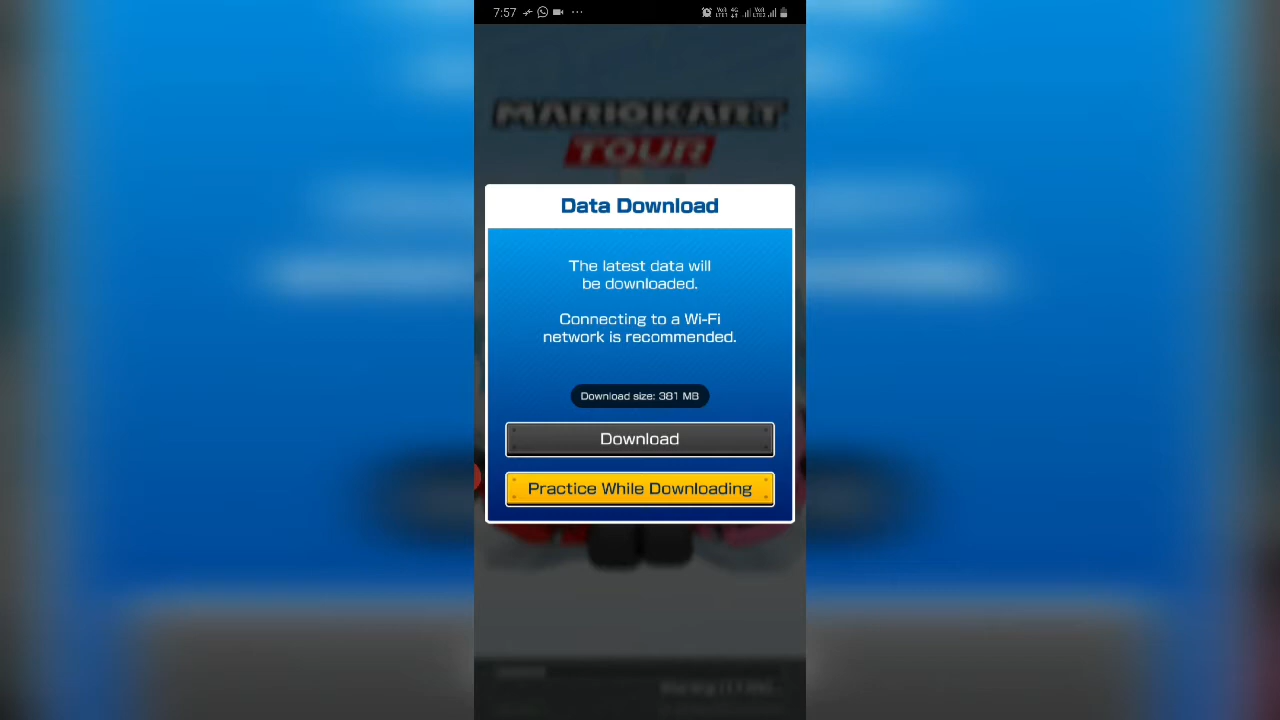 7:57
MARIOKART
TOUR
Data Download
The latest data will
be downloaded.
Connecting to a Wi-Fi
network is recommended.
Download size: 381 MB
Download
Practice While Downloading